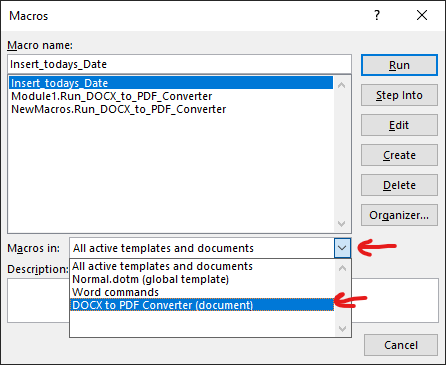 Macros
?
Macro name:
Insert_todays_Date
Insert_todays_Date
Module1.Run_DOCX_to_PDF_Converter
NewMacros.Run_DOCX_to_PDF_Converter
Run
Step Into
Edit
Create
Delete
Organizer...
Macros in:
All active templates and documents
Description:
All active templates and documents
Normal.dotm (global template)
Word commands
DOCX to PDF Converter (document)
Cancel